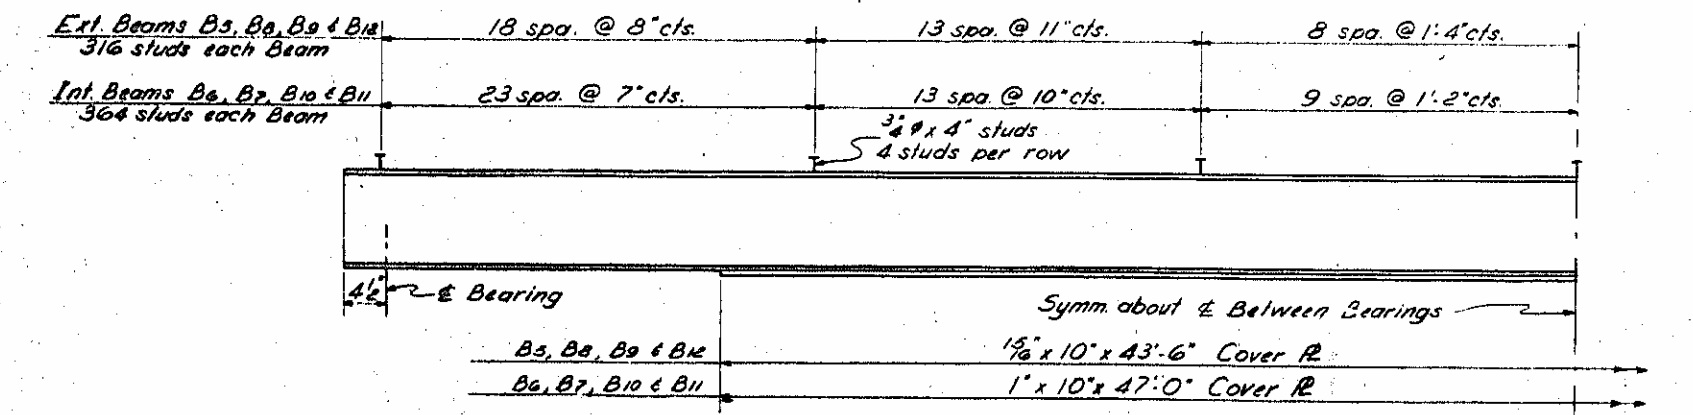 Ext. Beams B5, B8, B9 & B12
316 studs each Beam
18 spa. @ 8"cts.
13 spa. @ 11"cts.
8 spa. @ 1'-4"cts.
Int. Beams B6, B7, B10 & B11
364 studs each Beam
23 spa. @ 7"cts.
13 spa. @ 10"cts.
9 spa. @ 1'-2"cts.
3/4"φ x 4" studs
4 studs per row
4½"
℄ Bearing
Symm. about ℄ Between Bearings
B5, B8, B9 & B12
15/16" x 10" x 43'-6" Cover ℙL
B6, B7, B10 & B11
1" x 10" x 47'-0" Cover ℙL